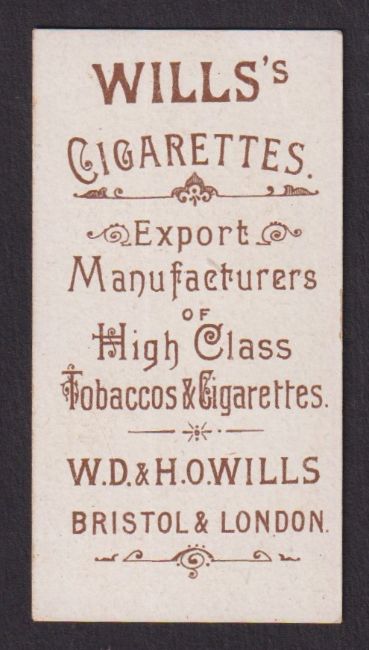 WILLS's
CIGARETTES.
Export
Manufacturers
OF
High Class
Tobaccos & Cigarettes.
W.D. & H.O. WILLS
BRISTOL & LONDON.